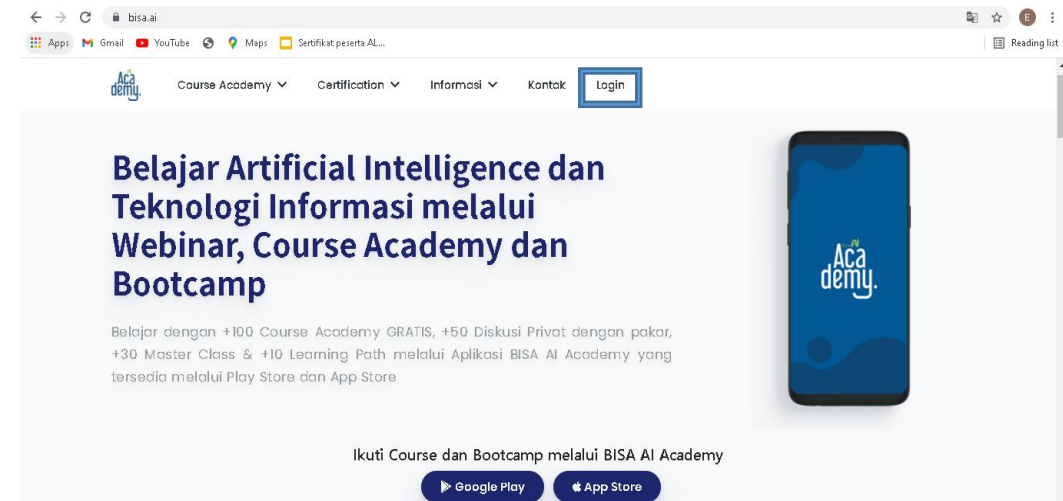 bisa.ai
Apps Gmail YouTube Maps Sertifikat peserta AL... Reading list
Acã demy. Course Academy Certification Informasi Kontak Login
Belajar Artificial Intelligence dan
Teknologi Informasi melalui
Webinar, Course Academy dan
Bootcamp
Belajar dengan +100 Course Academy GRATIS, +50 Diskusi Privat dengan pakar,
+30 Master Class & +10 Learning Path melalui Aplikasi BISA AI Academy yang
tersedia melalui Play Store dan App Store
Acã
demy.
Ikuti Course dan Bootcamp melalui BISA AI Academy
Google Play App Store
E